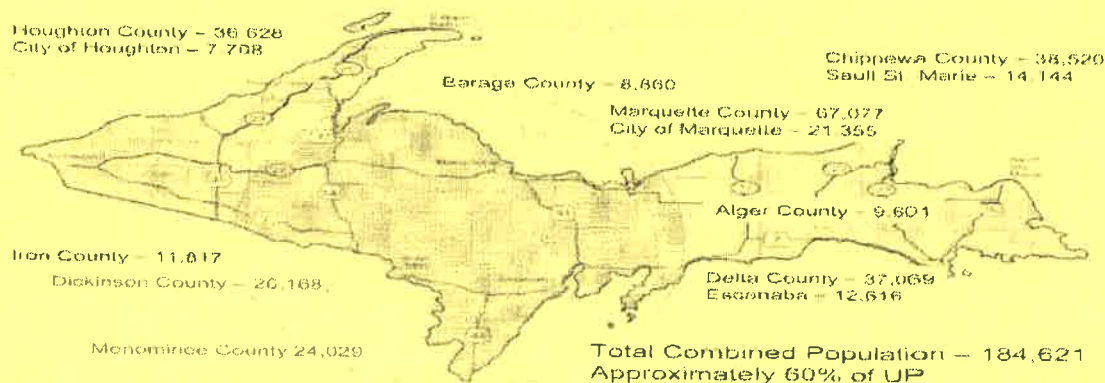 Houghton County – 36,628
City of Houghton – 7,708
Chippewa County – 38,520
Sault St. Marie – 14,144
Baraga County – 8,860
Marquette County – 67,077
City of Marquette – 21,355
Alger County – 9,601
Iron County – 11,817
Dickinson County – 26,168
Delta County – 37,069
Escanaba – 12,616
Menominee County 24,029
Total Combined Population – 184,621
Approximately 60% of UP